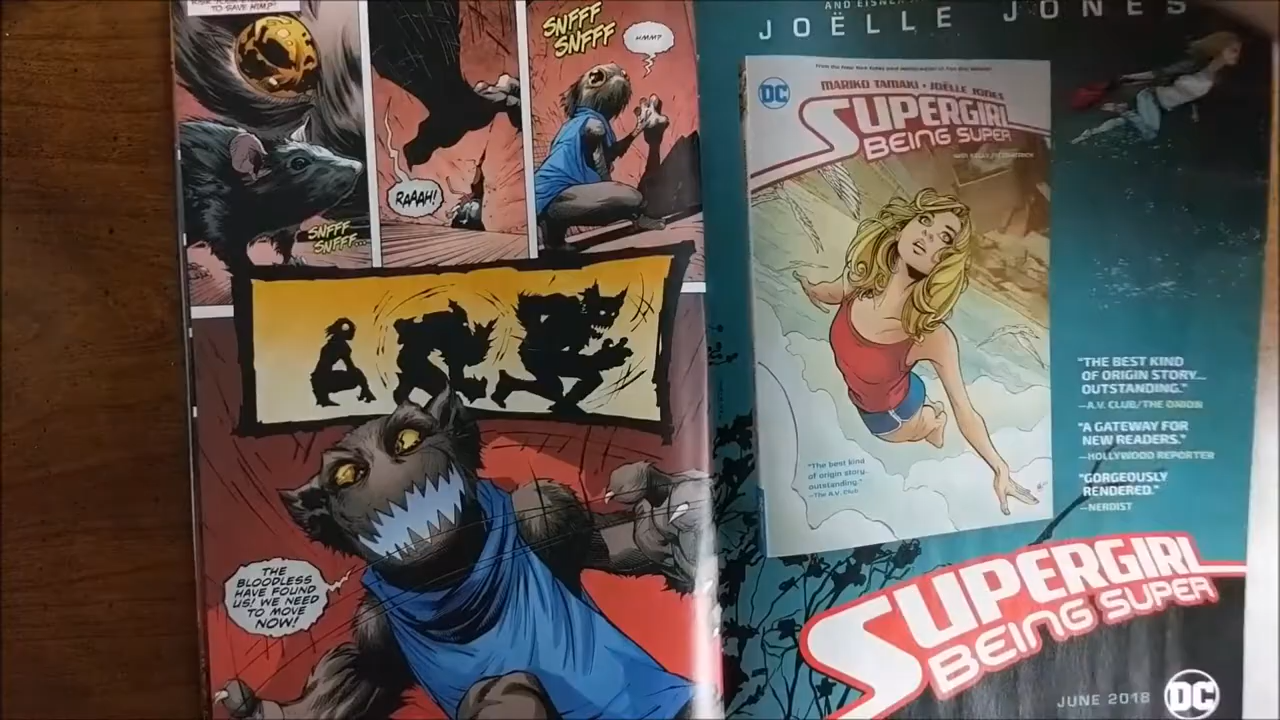 TO SAVE HIM?
SNFFF
SNFFF...
RAAAH!
SNFFF
SNFFF
HMM?
THE
BLOODLESS
HAVE FOUND
US! WE NEED
TO MOVE
NOW!
JOËLLE JONES
DC
MARIKO TAMAKI • JOËLLE JONES
SUPERGIRL
BEING SUPER
"The best kind
of origin story...
outstanding."
—The A.V. Club
"THE BEST KIND
OF ORIGIN STORY...
OUTSTANDING."
—A.V. CLUB/THE ONION
"A GATEWAY FOR
NEW READERS."
—HOLLYWOOD REPORTER
"GORGEOUSLY
RENDERED."
—NERDIST
SUPERGIRL
BEING SUPER
JUNE 2018
DC